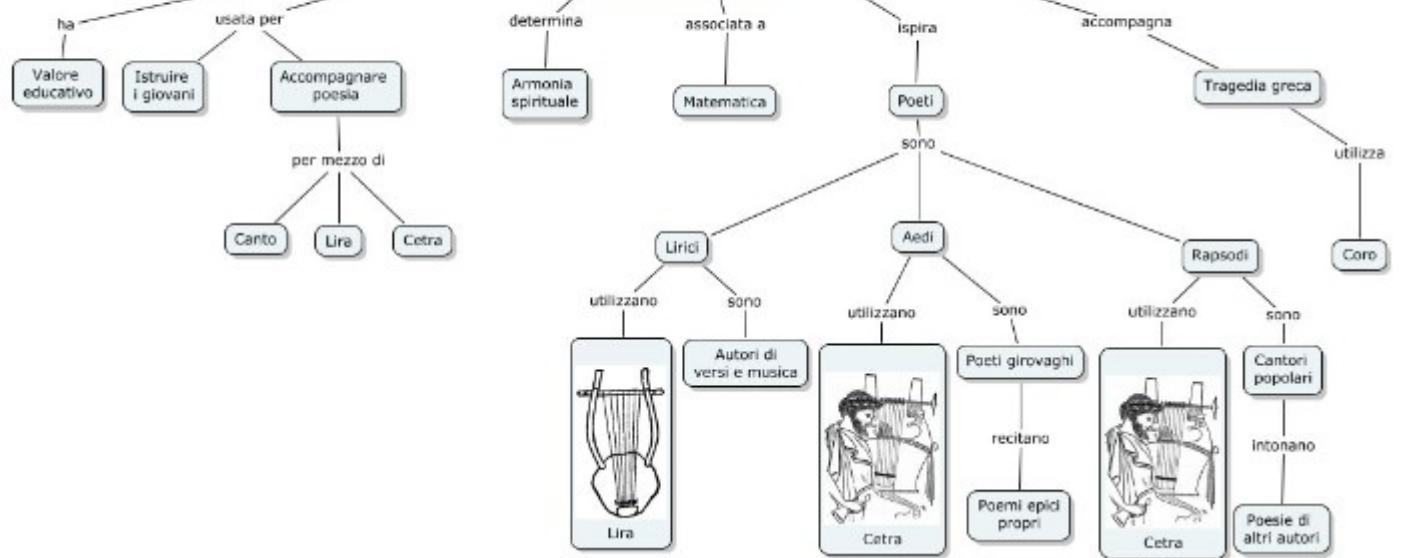 ha
usata per
determina
associata a
ispira
accompagna
Valore
educativo
Istruire
i giovani
Accompagnare
poesia
Armonia
spirituale
Matematica
Poeti
Tragedia greca
per mezzo di
sono
utilizza
Canto
Lira
Cetra
Lirici
Aedi
Rapsodi
Coro
utilizzano
sono
utilizzano
sono
utilizzano
sono
Autori di
versi e musica
Poeti girovaghi
Cantori
popolari
recitano
intonano
Poemi epici
propri
Poesie di
altri autori
Lira
Cetra
Cetra